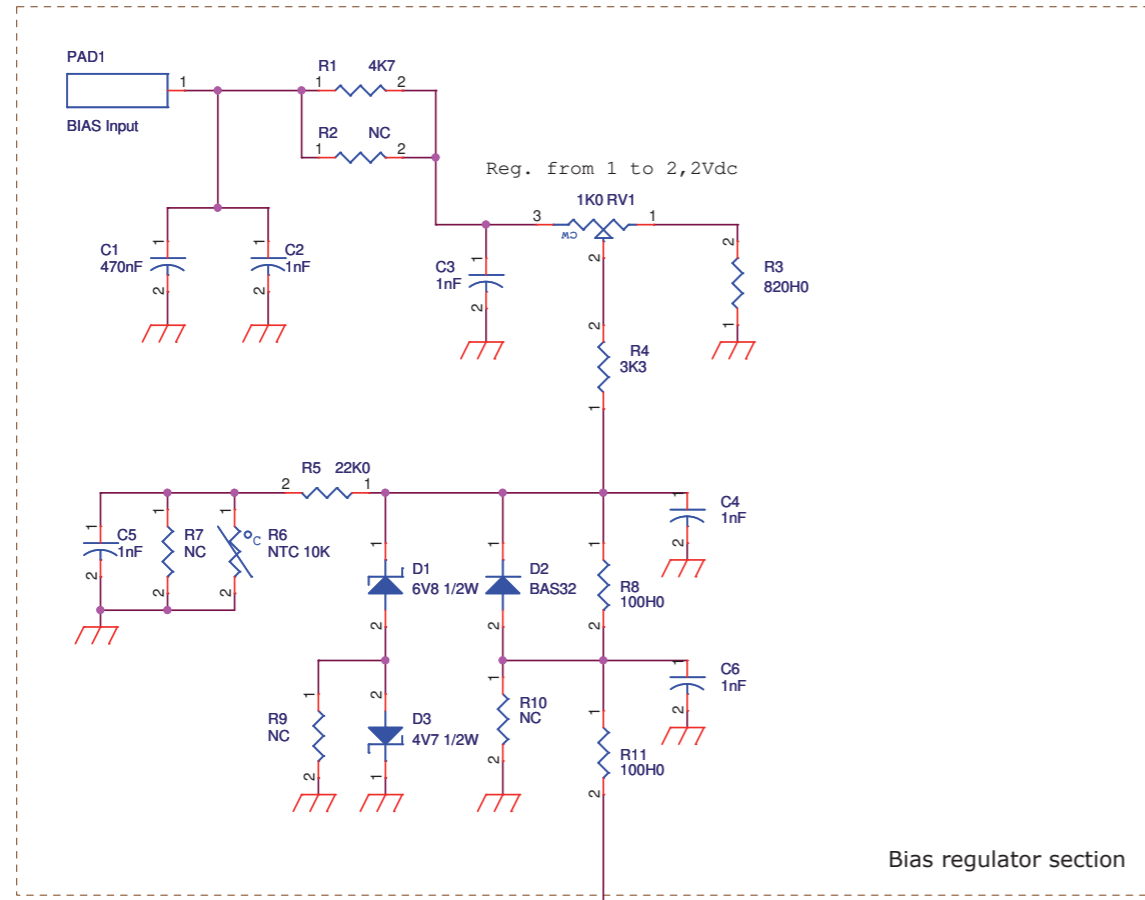 PAD1
1
BIAS Input
R1 4K7
1 2
R2 NC
1 2
Reg. from 1 to 2,2Vdc
1K0 RV1
3 1
CW
2
C1
470nF
1
2
C2
1nF
1
2
C3
1nF
1
2
R3
820H0
2
1
R4
3K3
2
1
R5 22K0
2 1
C5
1nF
1
2
R7
NC
1
2
R6
NTC 10K
°C
1
2
D1
6V8 1/2W
1
2
D2
BAS32
1
2
R8
100H0
1
2
C4
1nF
1
2
R9
NC
1
2
D3
4V7 1/2W
2
1
R10
NC
1
2
R11
100H0
1
2
C6
1nF
1
2
Bias regulator section